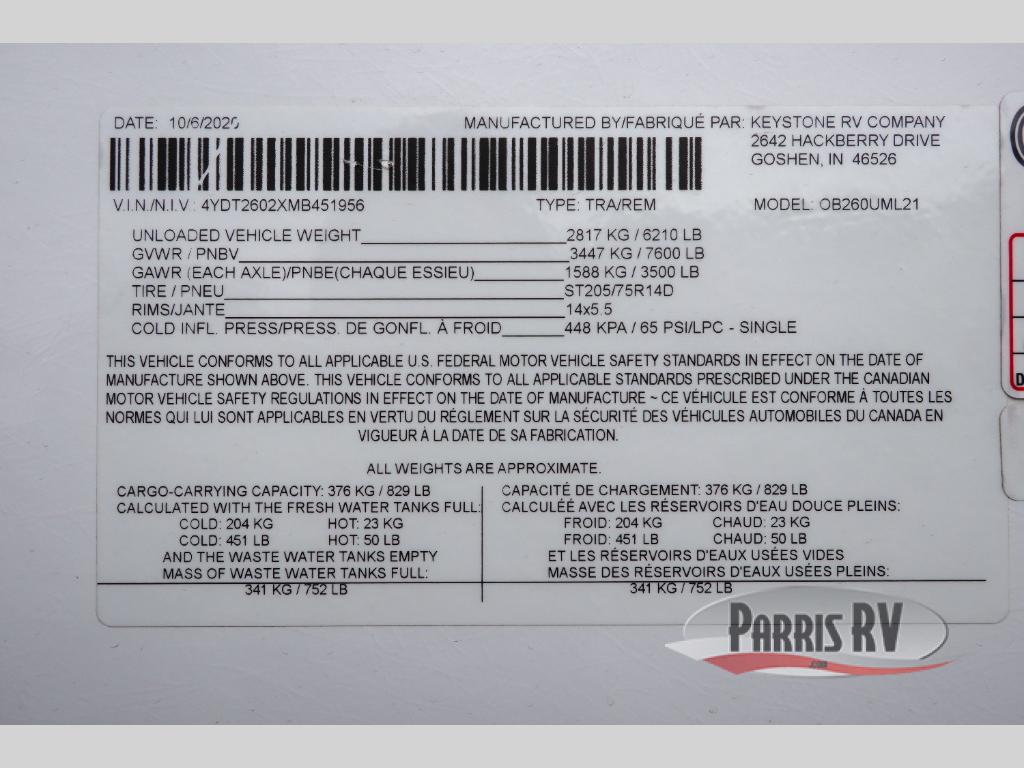 DATE: 10/6/2020 MANUFACTURED BY/FABRIQUÉ PAR: KEYSTONE RV COMPANY
2642 HACKBERRY DRIVE
GOSHEN, IN 46526
V.I.N./N.I.V.: 4YDT2602XMB451956 TYPE: TRA/REM MODEL: OB260UML21
UNLOADED VEHICLE WEIGHT 2817 KG / 6210 LB
GVWR / PNBV 3447 KG / 7600 LB
GAWR (EACH AXLE)/PNBE(CHAQUE ESSIEU) 1588 KG / 3500 LB
TIRE / PNEU ST205/75R14D
RIMS/JANTE 14x5.5
COLD INFL. PRESS/PRESS. DE GONFL. À FROID 448 KPA / 65 PSI/LPC - SINGLE
THIS VEHICLE CONFORMS TO ALL APPLICABLE U.S. FEDERAL MOTOR VEHICLE SAFETY STANDARDS IN EFFECT ON THE DATE OF
MANUFACTURE SHOWN ABOVE. THIS VEHICLE CONFORMS TO ALL APPLICABLE STANDARDS PRESCRIBED UNDER THE CANADIAN
MOTOR VEHICLE SAFETY REGULATIONS IN EFFECT ON THE DATE OF MANUFACTURE ~ CE VÉHICULE EST CONFORME À TOUTES LES
NORMES QUI LUI SONT APPLICABLES EN VERTU DU RÉGLEMENT SUR LA SÉCURITÉ DES VÉHICULES AUTOMOBILES DU CANADA EN
VIGUEUR À LA DATE DE SA FABRICATION.
ALL WEIGHTS ARE APPROXIMATE.
CARGO-CARRYING CAPACITY: 376 KG / 829 LB
CALCULATED WITH THE FRESH WATER TANKS FULL:
COLD: 204 KG HOT: 23 KG
COLD: 451 LB HOT: 50 LB
AND THE WASTE WATER TANKS EMPTY
MASS OF WASTE WATER TANKS FULL:
341 KG / 752 LB
CAPACITÉ DE CHARGEMENT: 376 KG / 829 LB
CALCULÉE AVEC LES RÉSERVOIRS D'EAU DOUCE PLEINS:
FROID: 204 KG CHAUD: 23 KG
FROID: 451 LB CHAUD: 50 LB
ET LES RÉSERVOIRS D'EAUX USÉES VIDES
MASSE DES RÉSERVOIRS D'EAUX USÉES PLEINS:
341 KG / 752 LB
PARRIS RV
.com